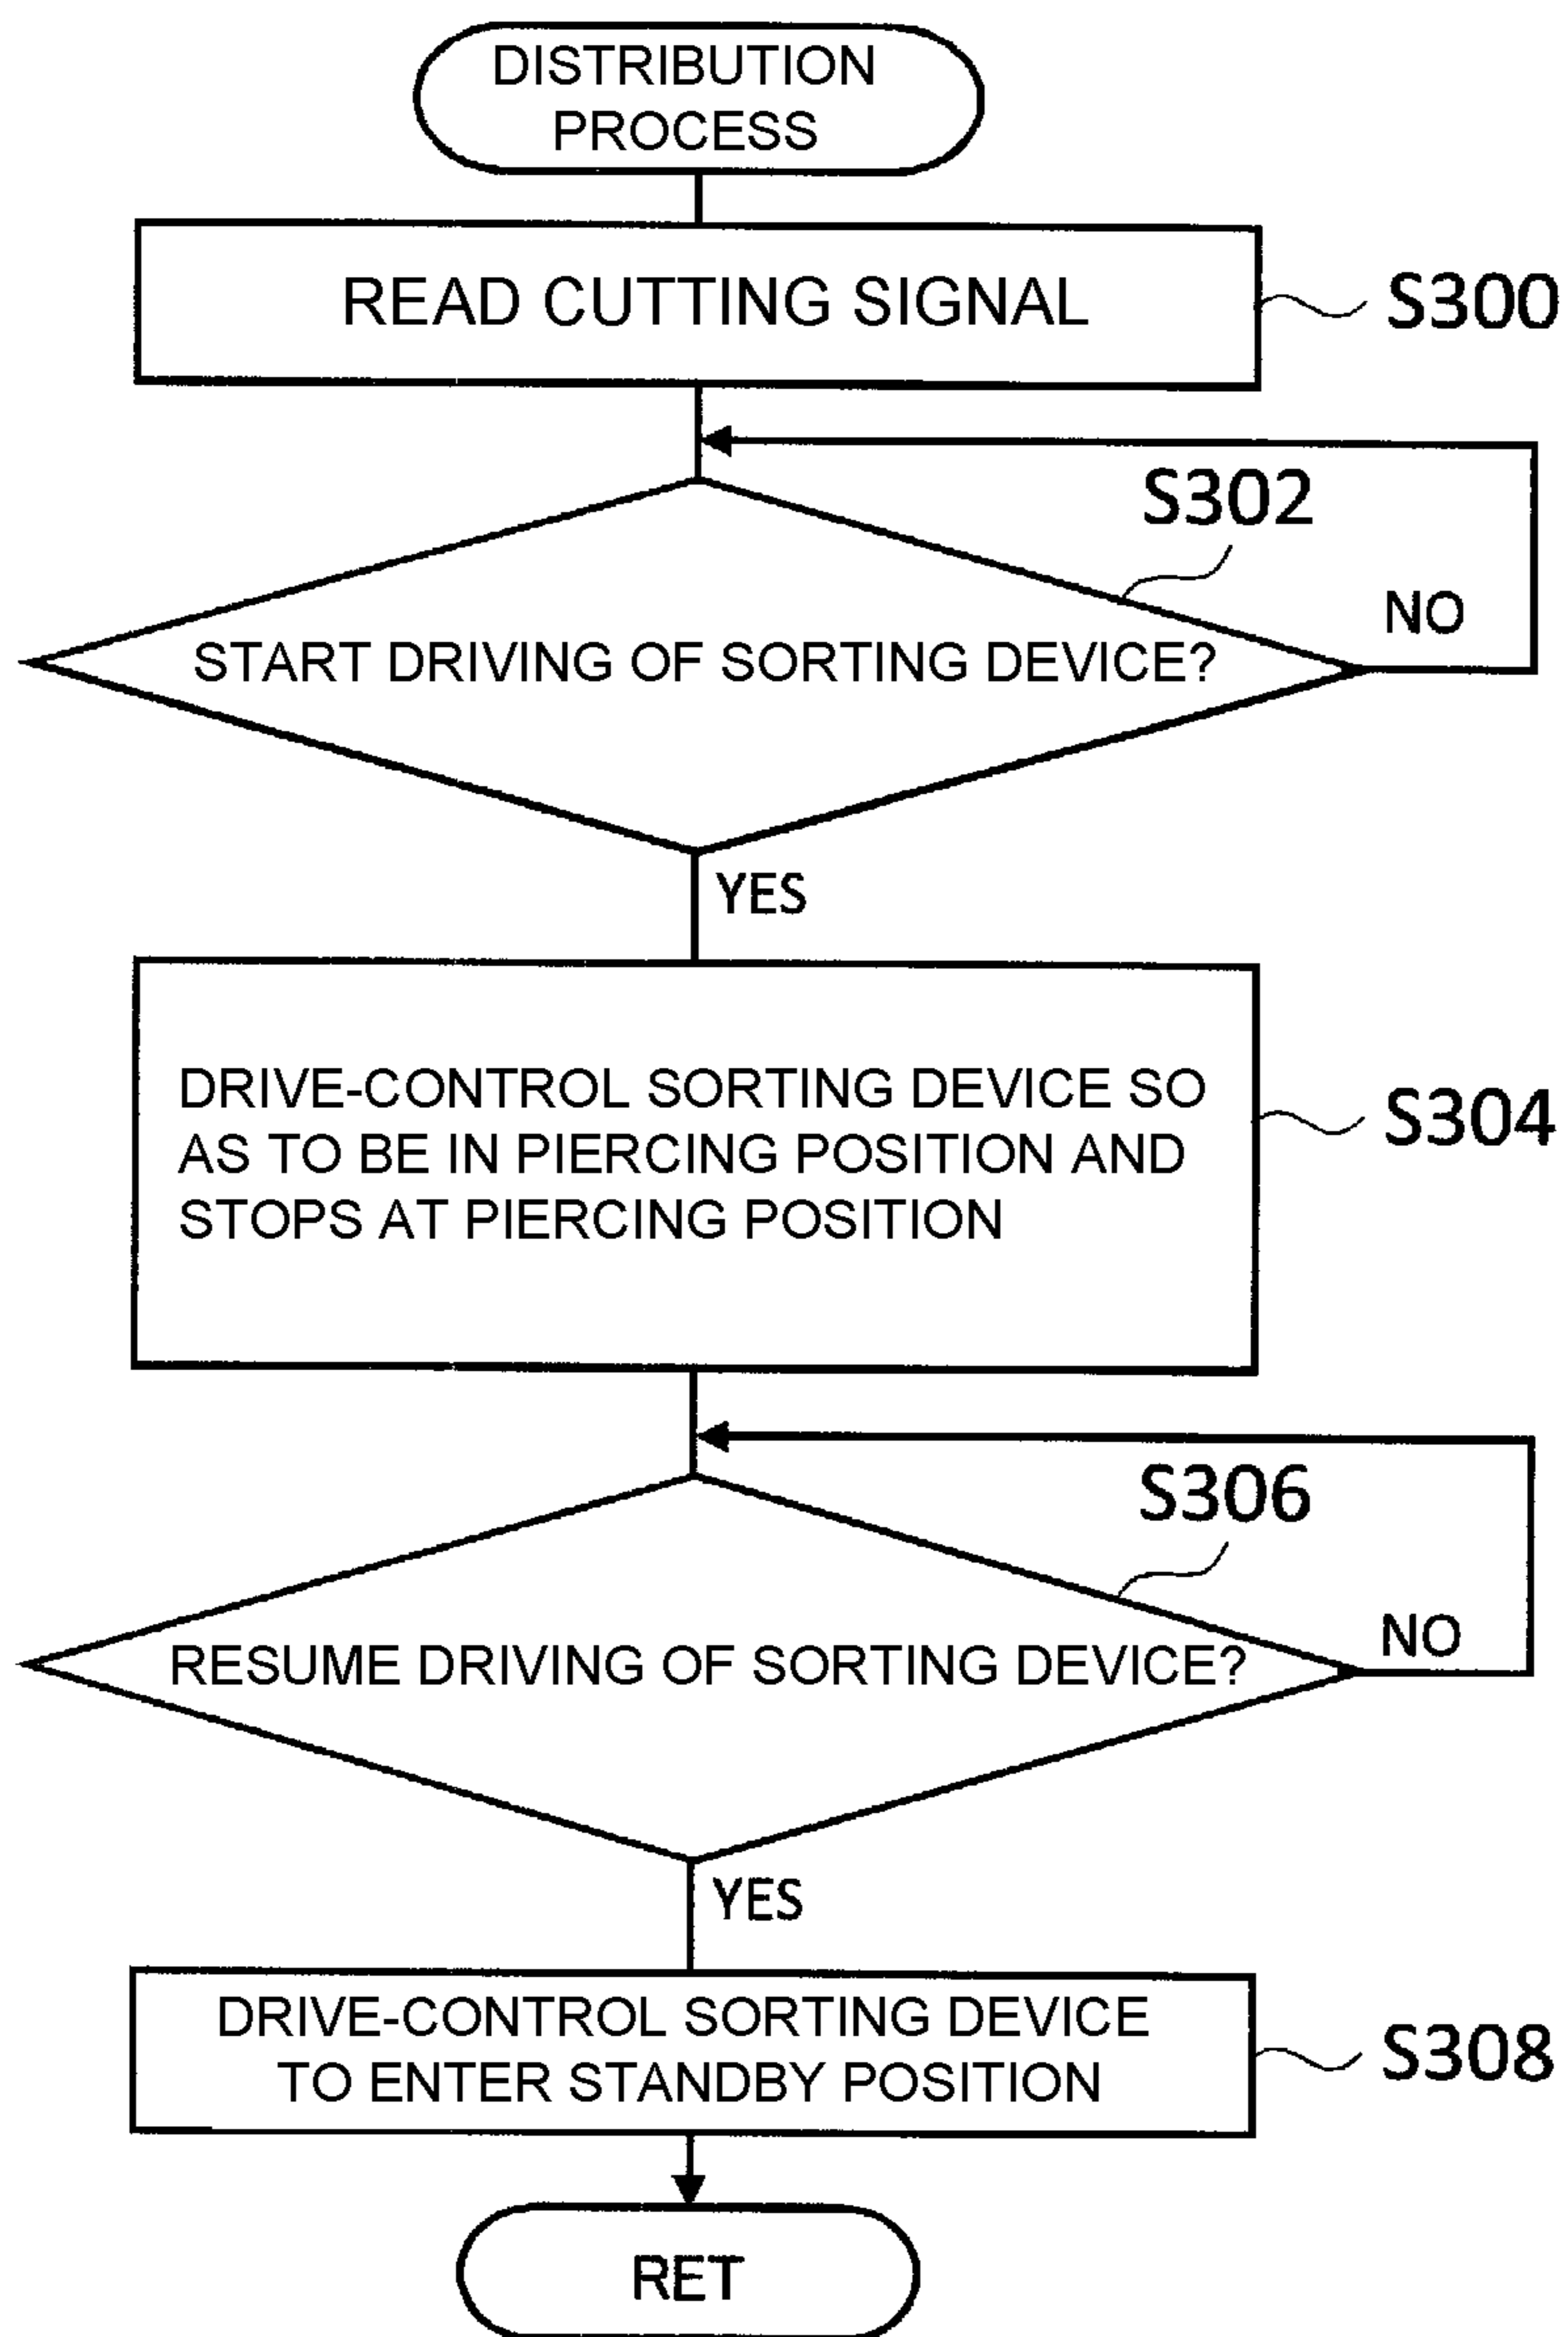 DISTRIBUTION
PROCESS
READ CUTTING SIGNAL
S300
S302
NO
START DRIVING OF SORTING DEVICE?
YES
DRIVE-CONTROL SORTING DEVICE SO
AS TO BE IN PIERCING POSITION AND
STOPS AT PIERCING POSITION
S304
S306
NO
RESUME DRIVING OF SORTING DEVICE?
YES
DRIVE-CONTROL SORTING DEVICE
TO ENTER STANDBY POSITION
S308
RET